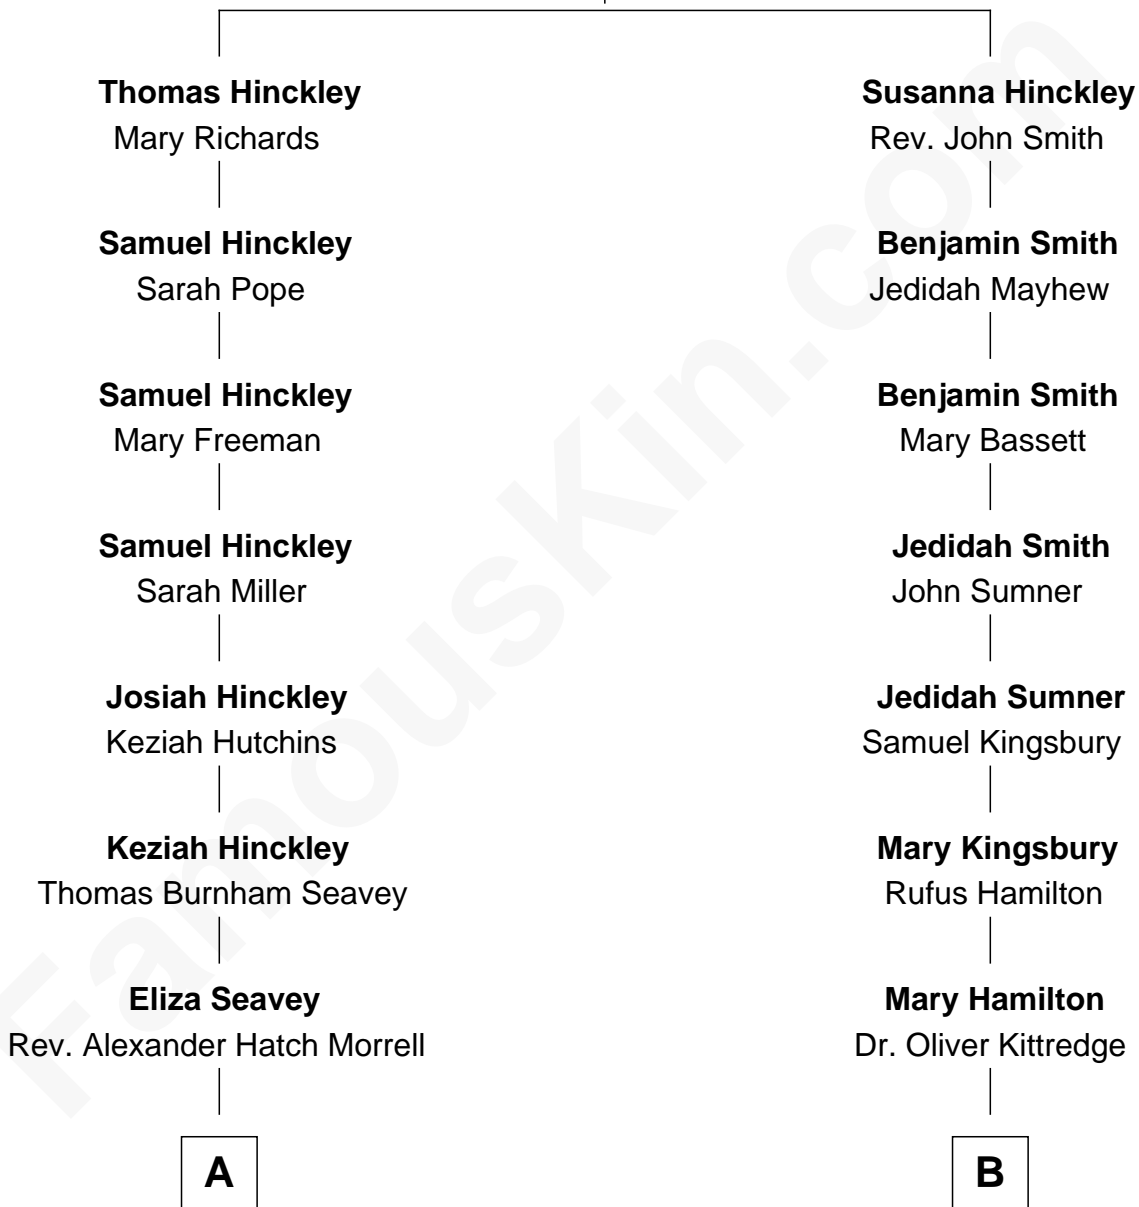 Thomas Hinckley
Mary Richards
Susanna Hinckley
Rev. John Smith
Samuel Hinckley
Sarah Pope
Benjamin Smith
Jedidah Mayhew
Samuel Hinckley
Mary Freeman
Benjamin Smith
Mary Bassett
Samuel Hinckley
Sarah Miller
Jedidah Smith
John Sumner
Josiah Hinckley
Keziah Hutchins
Jedidah Sumner
Samuel Kingsbury
Keziah Hinckley
Thomas Burnham Seavey
Mary Kingsbury
Rufus Hamilton
Eliza Seavey
Rev. Alexander Hatch Morrell
Mary Hamilton
Dr. Oliver Kittredge
A
B
FamousKin.com